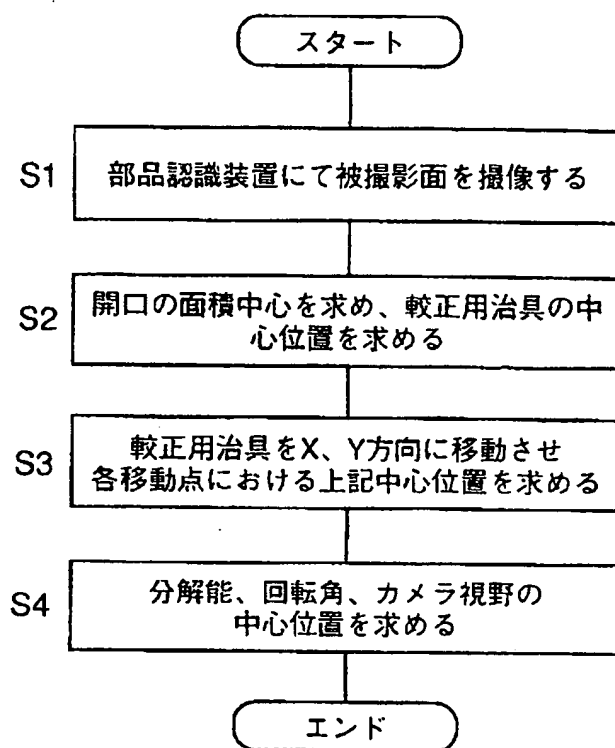 スタート
S1
部品認識装置にて被撮影面を撮像する
S2
開口の面積中心を求め、較正用治具の中
心位置を求める
S3
較正用治具をX、Y方向に移動させ
各移動点における上記中心位置を求める
S4
分解能、回転角、カメラ視野の
中心位置を求める
エンド